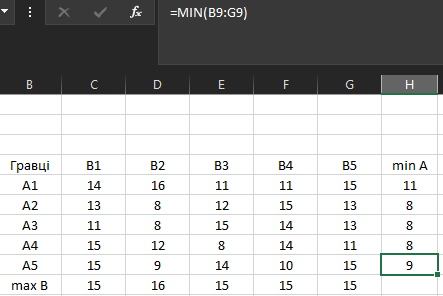 fx =MIN(B9:G9)
B C D E F G H
Гравці B1 B2 B3 B4 B5 min A
A1 14 16 11 11 15 11
A2 13 8 12 15 13 8
A3 11 8 15 14 13 8
A4 15 12 8 14 11 8
A5 15 9 14 10 15 9
max B 15 16 15 15 15